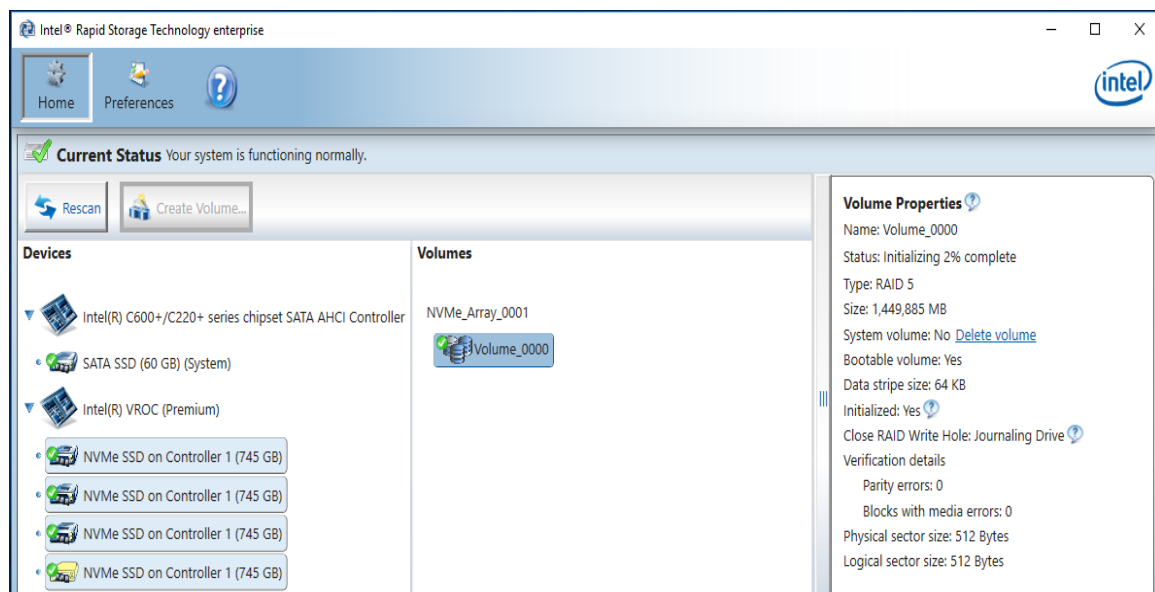 Intel® Rapid Storage Technology enterprise
Home
Preferences
intel
Current Status Your system is functioning normally.
Rescan
Create Volume...
Devices
Intel(R) C600+/C220+ series chipset SATA AHCI Controller
SATA SSD (60 GB) (System)
Intel(R) VROC (Premium)
NVMe SSD on Controller 1 (745 GB)
NVMe SSD on Controller 1 (745 GB)
NVMe SSD on Controller 1 (745 GB)
NVMe SSD on Controller 1 (745 GB)
Volumes
NVMe_Array_0001
Volume_0000
Volume Properties
Name: Volume_0000
Status: Initializing 2% complete
Type: RAID 5
Size: 1,449,885 MB
System volume: No Delete volume
Bootable volume: Yes
Data stripe size: 64 KB
Initialized: Yes
Close RAID Write Hole: Journaling Drive
Verification details
Parity errors: 0
Blocks with media errors: 0
Physical sector size: 512 Bytes
Logical sector size: 512 Bytes